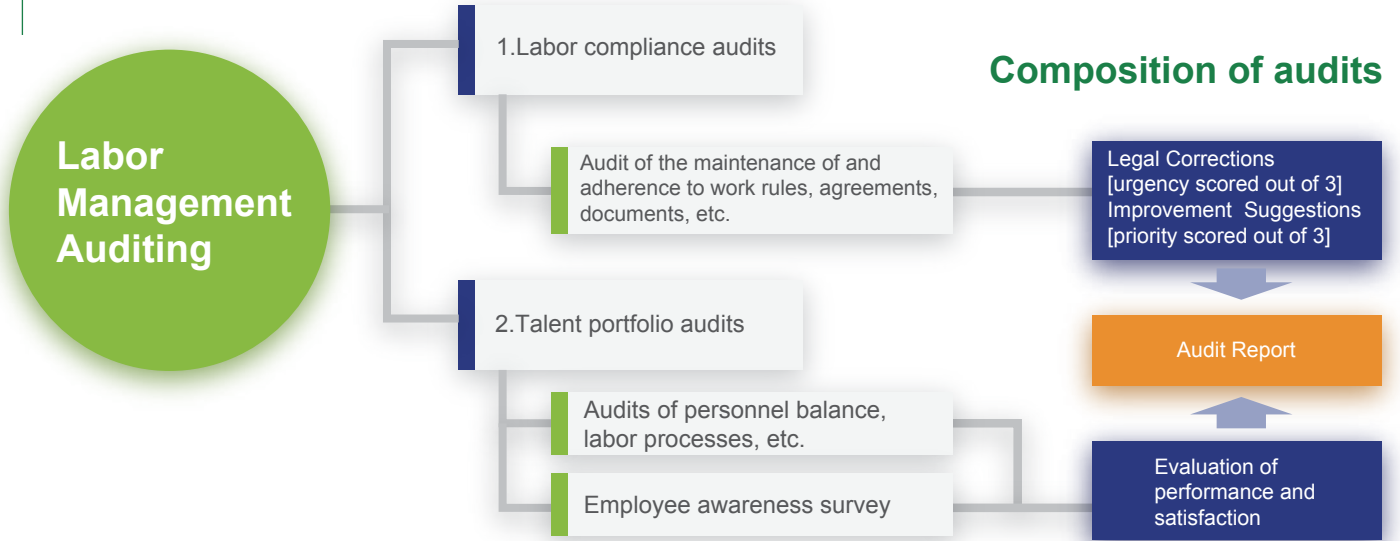 Labor
Management
Auditing
1.Labor compliance audits
Audit of the maintenance of and
adherence to work rules, agreements,
documents, etc.
2.Talent portfolio audits
Audits of personnel balance,
labor processes, etc.
Employee awareness survey
Composition of audits
Legal Corrections
[urgency scored out of 3]
Improvement  Suggestions
[priority scored out of 3]
Audit Report
Evaluation of
performance and
satisfaction